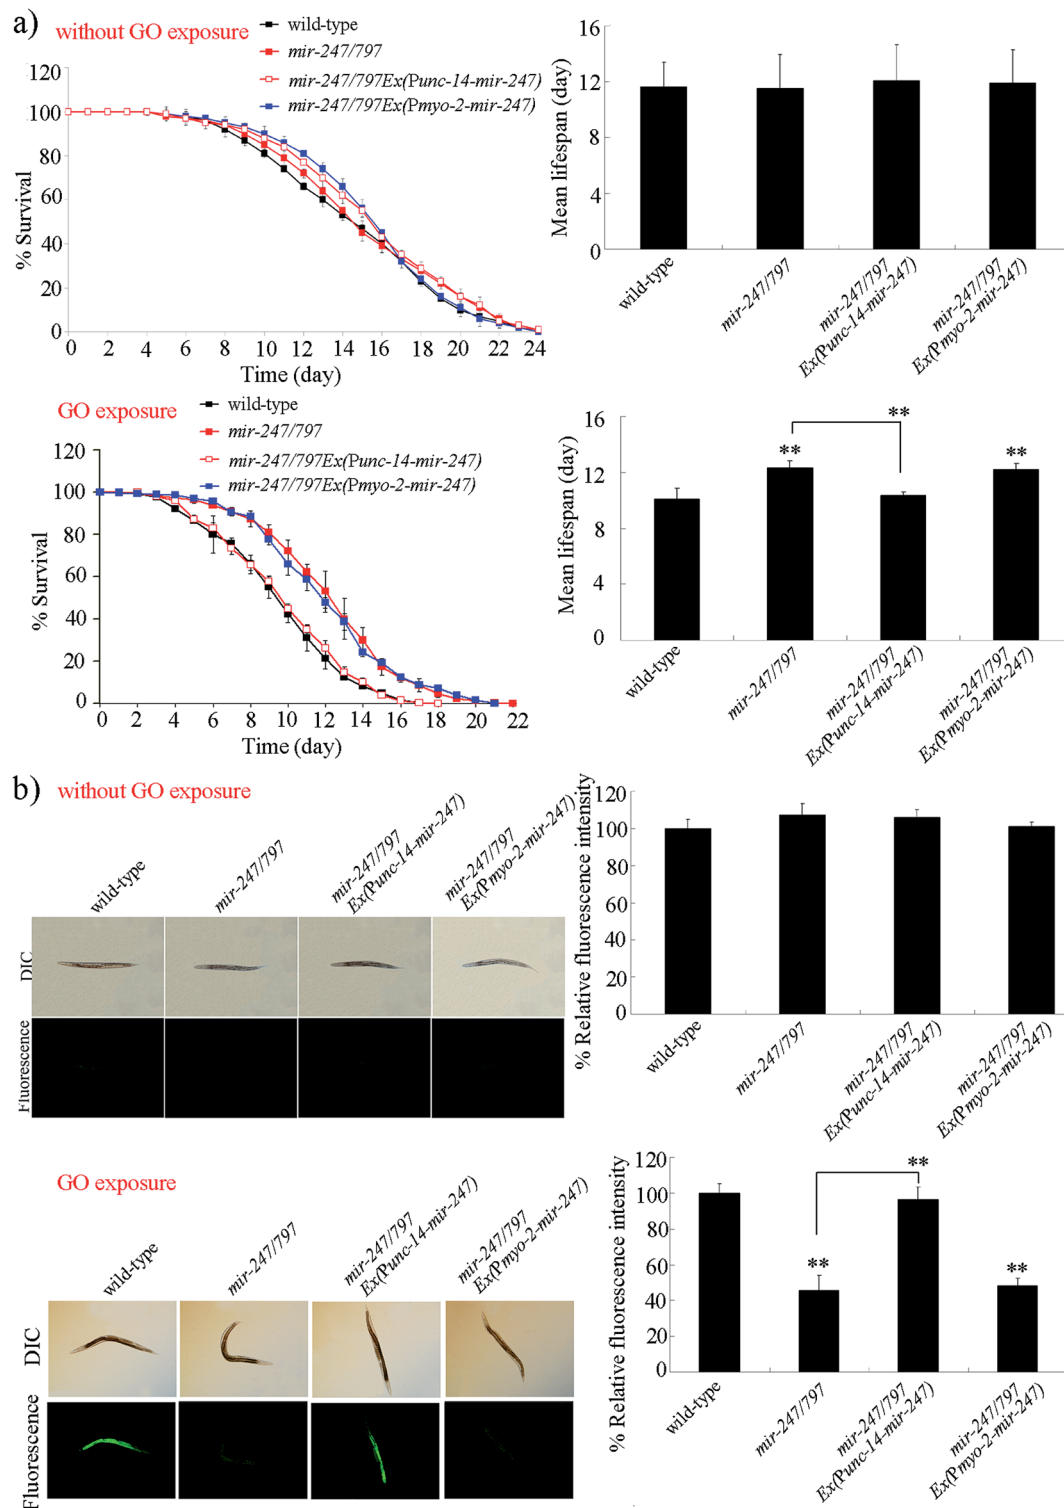 a)
without GO exposure
wild-type
mir-247/797
mir-247/797Ex(Punc-14-mir-247)
mir-247/797Ex(Pmyo-2-mir-247)
% Survival
120
100
80
60
40
20
0
0 2 4 6 8 10 12 14 16 18 20 22 24
Time (day)
Mean lifespan (day)
16
12
8
4
0
wild-type
mir-247/797
mir-247/797
Ex(Punc-14-mir-247)
mir-247/797
Ex(Pmyo-2-mir-247)
GO exposure
wild-type
mir-247/797
mir-247/797Ex(Punc-14-mir-247)
mir-247/797Ex(Pmyo-2-mir-247)
% Survival
120
100
80
60
40
20
0
0 2 4 6 8 10 12 14 16 18 20 22
Time (day)
Mean lifespan (day)
16
12
8
4
0
**
**
**
wild-type
mir-247/797
mir-247/797
Ex(Punc-14-mir-247)
mir-247/797
Ex(Pmyo-2-mir-247)
b)
without GO exposure
wild-type
mir-247/797
mir-247/797
Ex(Punc-14-mir-247)
mir-247/797
Ex(Pmyo-2-mir-247)
DIC
Fluorescence
% Relative fluorescence intensity
120
100
80
60
40
20
0
wild-type
mir-247/797
mir-247/797
Ex(Punc-14-mir-247)
mir-247/797
Ex(Pmyo-2-mir-247)
GO exposure
wild-type
mir-247/797
mir-247/797
Ex(Punc-14-mir-247)
mir-247/797
Ex(Pmyo-2-mir-247)
DIC
Fluorescence
% Relative fluorescence intensity
120
100
80
60
40
20
0
**
**
**
wild-type
mir-247/797
mir-247/797
Ex(Punc-14-mir-247)
mir-247/797
Ex(Pmyo-2-mir-247)